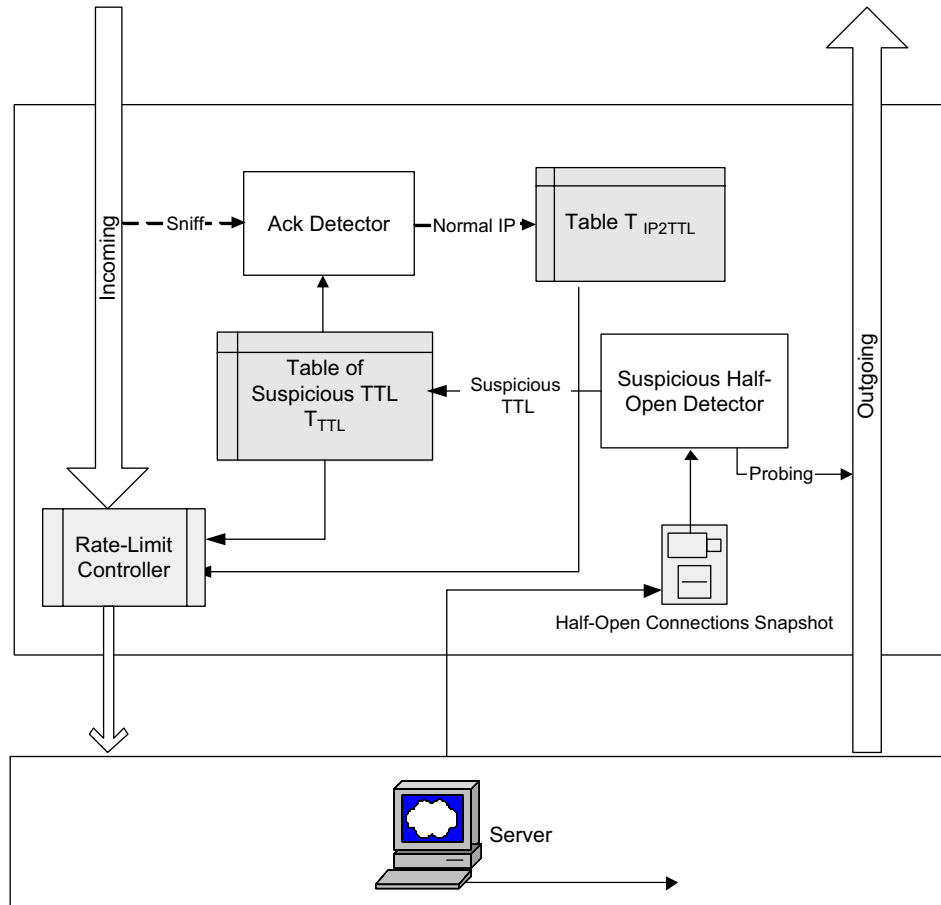 Incoming
Sniff
Ack Detector
Normal IP
Table T IP2TTL
Outgoing
Table of
Suspicious TTL
TTTL
Suspicious
TTL
Suspicious Half-
Open Detector
Probing
Rate-Limit
Controller
Half-Open Connections Snapshot
Server